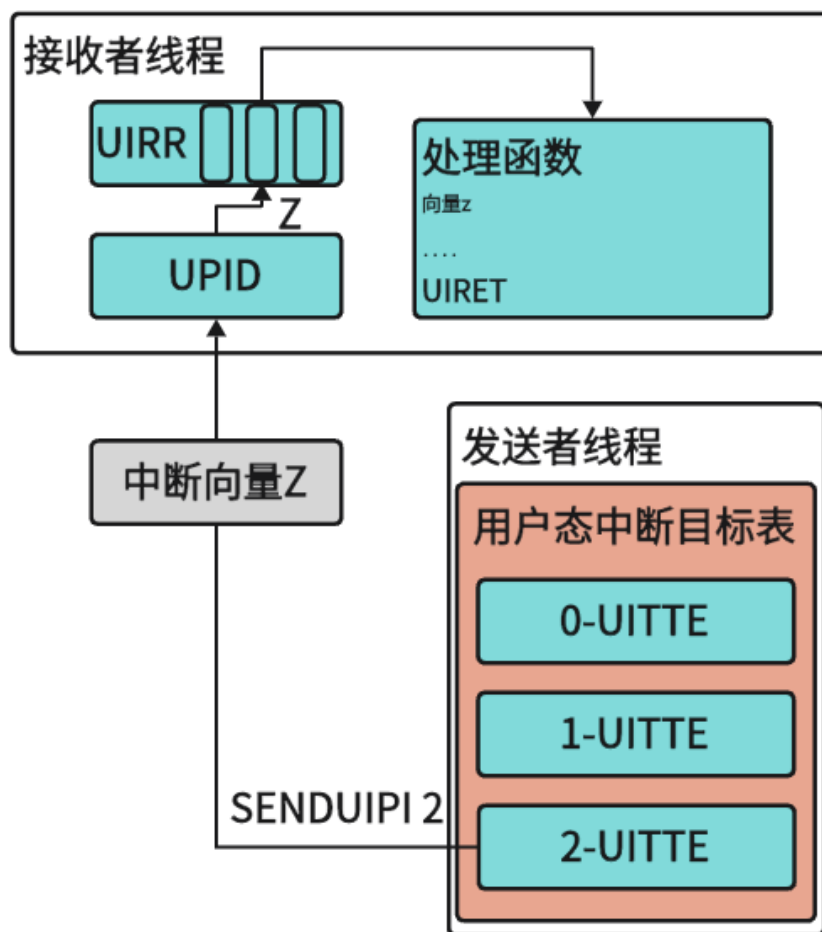 接收者线程
UIRR
Z
UPID
处理函数
向量z
....
UIRET
中断向量Z
发送者线程
用户态中断目标表
0-UITTE
1-UITTE
SENDUIPI 2
2-UITTE